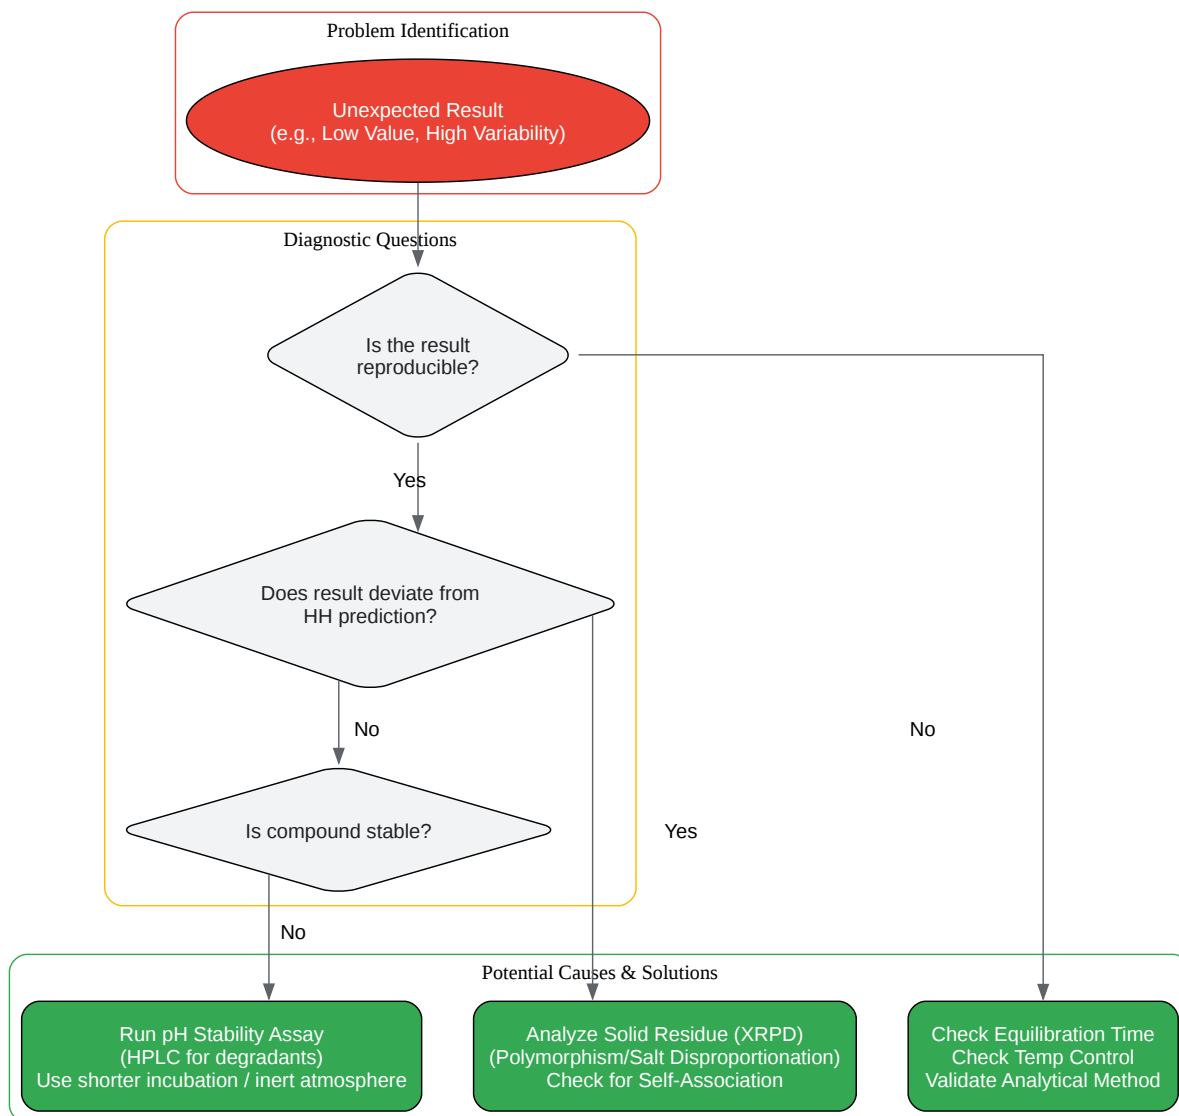 Problem Identification
Unexpected Result
(e.g., Low Value, High Variability)
Diagnostic Questions
Is the result
reproducible?
Yes
Does result deviate from
HH prediction?
No
No
Is compound stable?
Yes
No
Potential Causes & Solutions
Run pH Stability Assay
(HPLC for degradants)
Use shorter incubation / inert atmosphere
Analyze Solid Residue (XRPD)
(Polymorphism/Salt Disproportionation)
Check for Self-Association
Check Equilibration Time
Check Temp Control
Validate Analytical Method